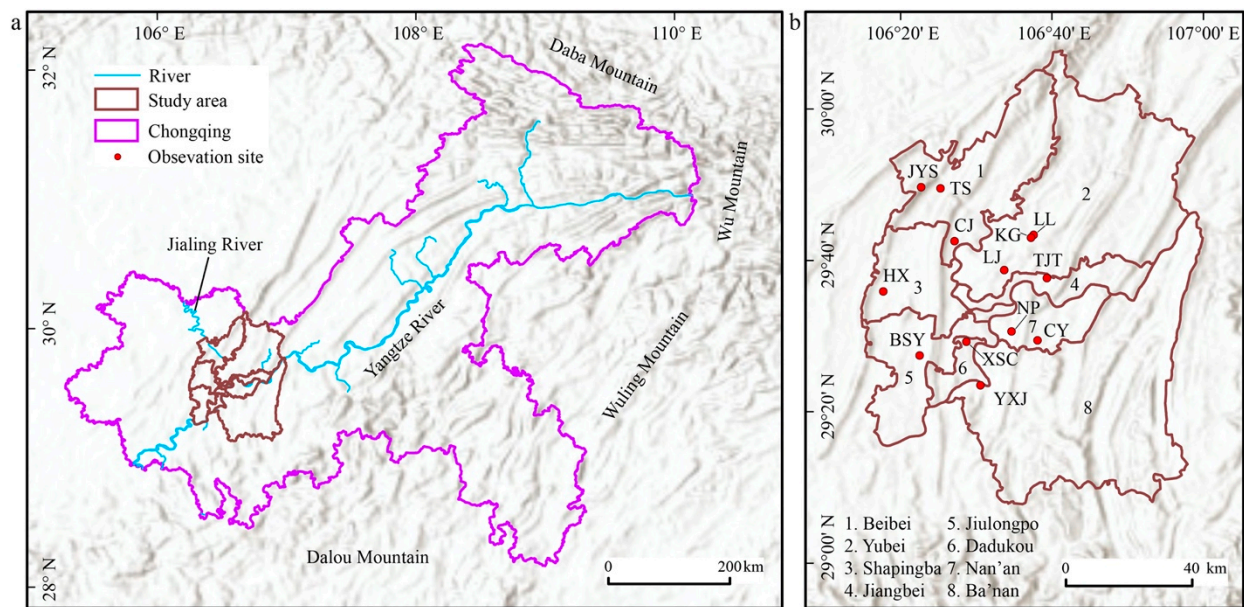 a
106°E
108°E
110°E
32°N
30°N
28°N
River
Study area
Chongqing
Obsevation site
Daba Mountain
Wu Mountain
Jialing River
Yangtze River
Wuling Mountain
Dalou Mountain
0 200 km
b
106°20' E
106°40' E
107°00' E
30°00' N
29°40' N
29°20' N
29°00' N
JYS
TS
1
2
CJ
KG
LL
LJ
TJT
4
HX
3
NP
7
CY
BSY
XSC
6
5
YXJ
8
1. Beibei
2. Yubei
3. Shapingba
4. Jiangbei
5. Jiulongpo
6. Dadukou
7. Nan'an
8. Ba'nan
0 40 km